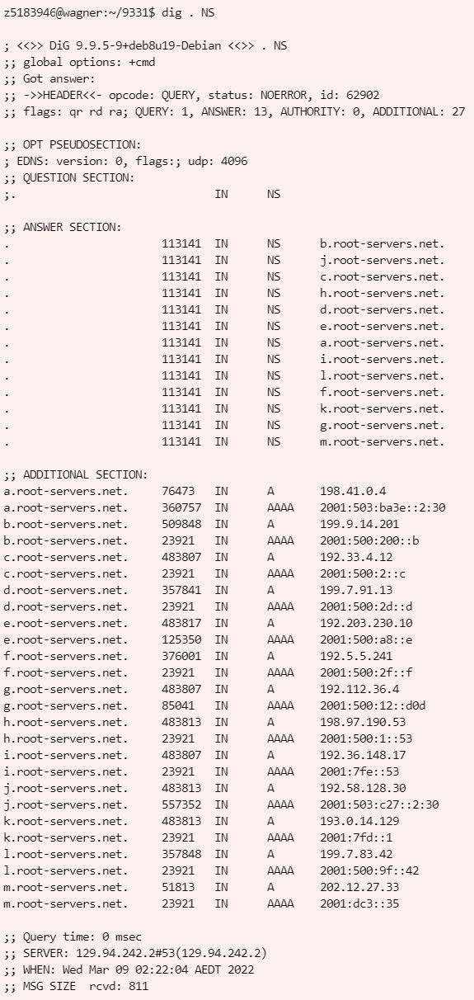 z5183946@wagner:~/9331$ dig . NS

; <<>> DiG 9.9.5-9+deb8u19-Debian <<>> . NS
;; global options: +cmd
;; Got answer:
;; ->>HEADER<<- opcode: QUERY, status: NOERROR, id: 62902
;; flags: qr rd ra; QUERY: 1, ANSWER: 13, AUTHORITY: 0, ADDITIONAL: 27

;; OPT PSEUDOSECTION:
; EDNS: version: 0, flags:; udp: 4096
;; QUESTION SECTION:
;.                              IN      NS

;; ANSWER SECTION:
.                       113141  IN      NS      b.root-servers.net.
.                       113141  IN      NS      j.root-servers.net.
.                       113141  IN      NS      c.root-servers.net.
.                       113141  IN      NS      h.root-servers.net.
.                       113141  IN      NS      d.root-servers.net.
.                       113141  IN      NS      e.root-servers.net.
.                       113141  IN      NS      a.root-servers.net.
.                       113141  IN      NS      i.root-servers.net.
.                       113141  IN      NS      l.root-servers.net.
.                       113141  IN      NS      f.root-servers.net.
.                       113141  IN      NS      k.root-servers.net.
.                       113141  IN      NS      g.root-servers.net.
.                       113141  IN      NS      m.root-servers.net.

;; ADDITIONAL SECTION:
a.root-servers.net.     76473   IN      A       198.41.0.4
a.root-servers.net.     360757  IN      AAAA    2001:503:ba3e::2:30
b.root-servers.net.     509848  IN      A       199.9.14.201
b.root-servers.net.     23921   IN      AAAA    2001:500:200::b
c.root-servers.net.     483807  IN      A       192.33.4.12
c.root-servers.net.     23921   IN      AAAA    2001:500:2::c
d.root-servers.net.     357841  IN      A       199.7.91.13
d.root-servers.net.     23921   IN      AAAA    2001:500:2d::d
e.root-servers.net.     483817  IN      A       192.203.230.10
e.root-servers.net.     125350  IN      AAAA    2001:500:a8::e
f.root-servers.net.     376001  IN      A       192.5.5.241
f.root-servers.net.     23921   IN      AAAA    2001:500:2f::f
g.root-servers.net.     483807  IN      A       192.112.36.4
g.root-servers.net.     85041   IN      AAAA    2001:500:12::d0d
h.root-servers.net.     483813  IN      A       198.97.190.53
h.root-servers.net.     23921   IN      AAAA    2001:500:1::53
i.root-servers.net.     483807  IN      A       192.36.148.17
i.root-servers.net.     23921   IN      AAAA    2001:7fe::53
j.root-servers.net.     483813  IN      A       192.58.128.30
j.root-servers.net.     557352  IN      AAAA    2001:503:c27::2:30
k.root-servers.net.     483813  IN      A       193.0.14.129
k.root-servers.net.     23921   IN      AAAA    2001:7fd::1
l.root-servers.net.     357848  IN      A       199.7.83.42
l.root-servers.net.     23921   IN      AAAA    2001:500:9f::42
m.root-servers.net.     51813   IN      A       202.12.27.33
m.root-servers.net.     23921   IN      AAAA    2001:dc3::35

;; Query time: 0 msec
;; SERVER: 129.94.242.2#53(129.94.242.2)
;; WHEN: Wed Mar 09 02:22:04 AEDT 2022
;; MSG SIZE  rcvd: 811